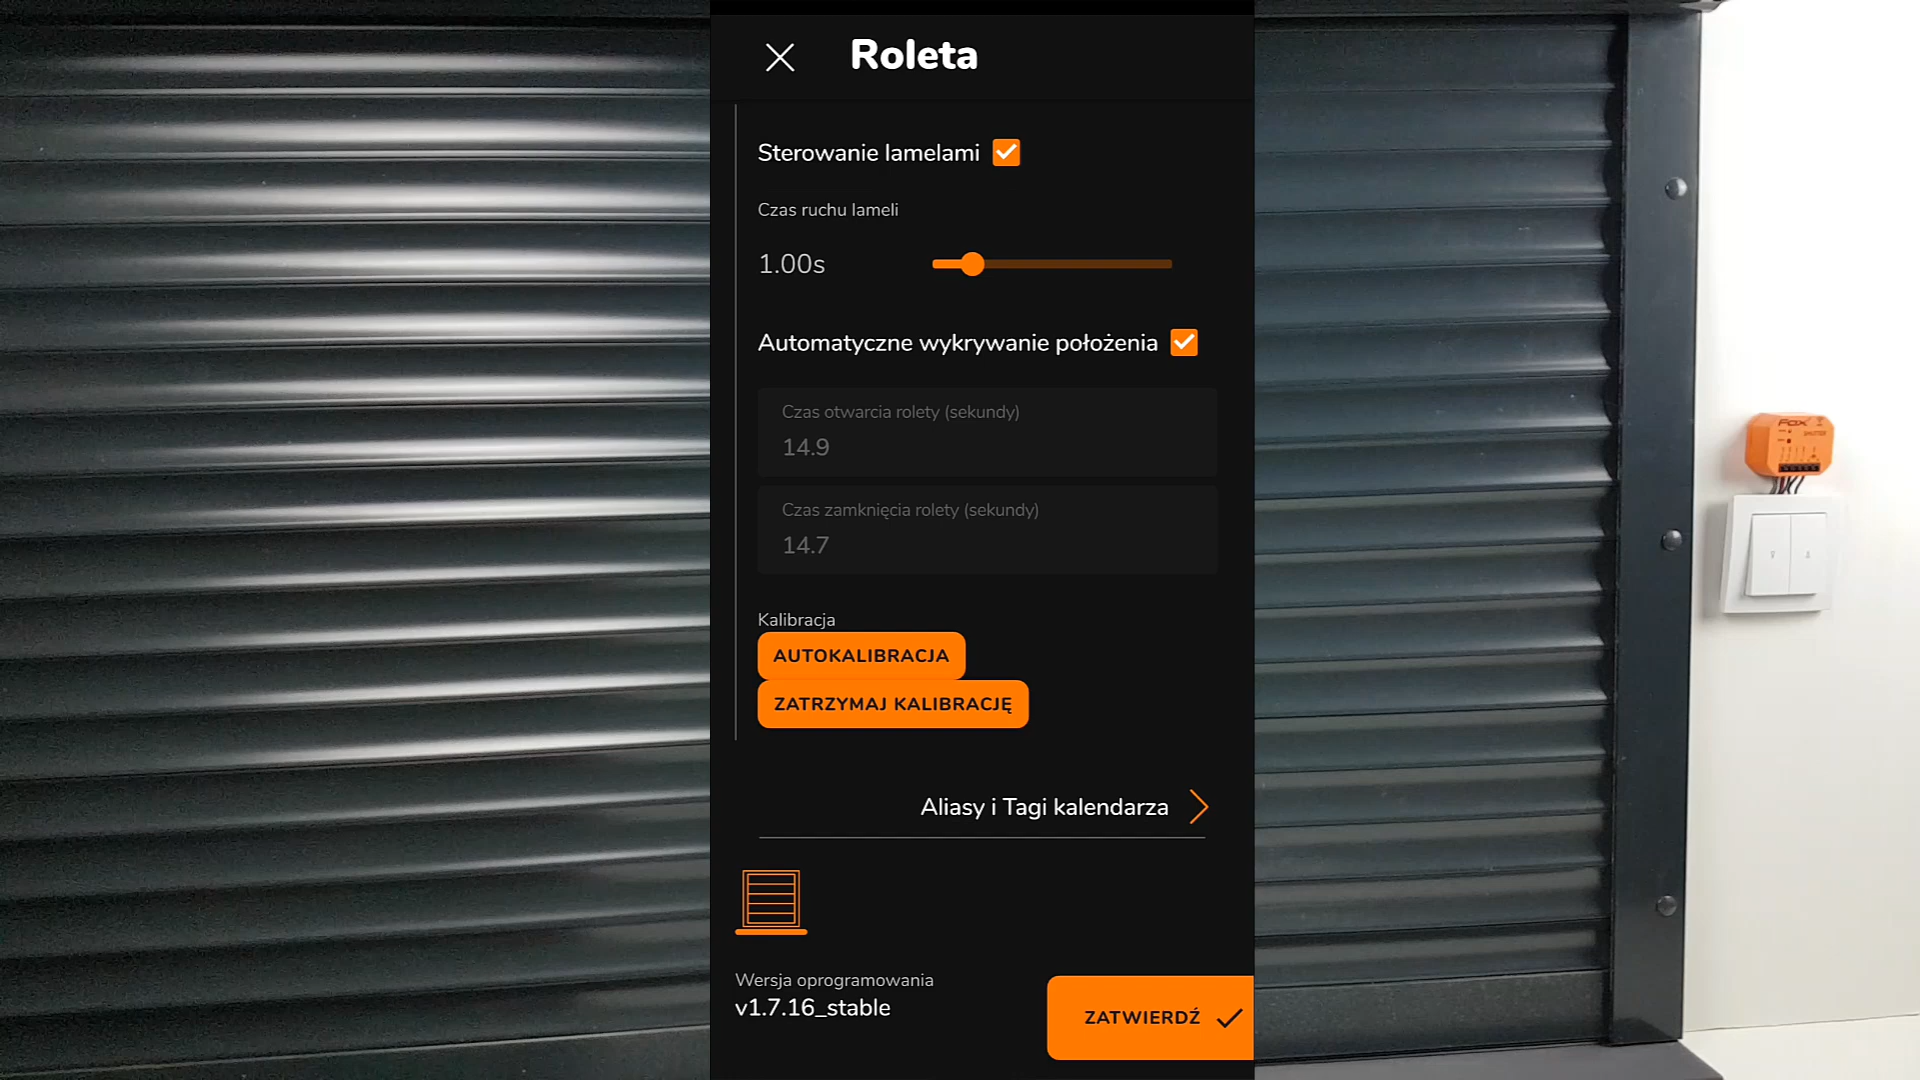 Roleta
Sterowanie lamelami
Czas ruchu lameli
1.00s
Automatyczne wykrywanie położenia
Czas otwarcia rolety (sekundy)
14.9
Czas zamknięcia rolety (sekundy)
14.7
Kalibracja
AUTOKALIBRACJA
ZATRZYMAJ KALIBRACJĘ
Aliasy i Tagi kalendarza
Wersja oprogramowania
v1.7.16_stable
ZATWIERDŹ
FOX